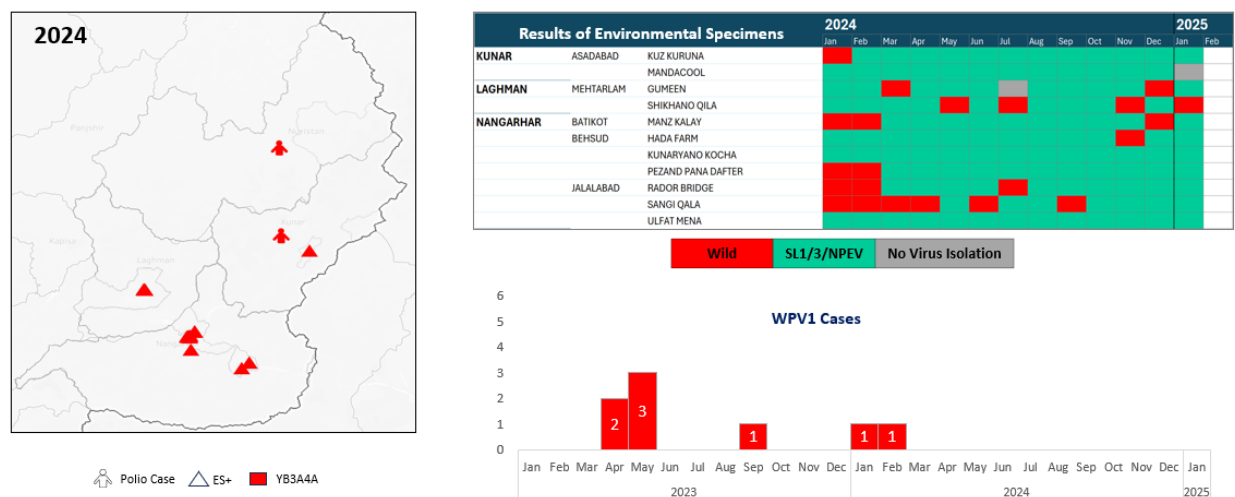 2024
Panjshir
Nuristan
Kunar
Kapisa
Laghman
Polio Case
ES+
YB3A4A
Results of Environmental Specimens
2024
2025
Jan Feb Mar Apr May Jun Jul Aug Sep Oct Nov Dec Jan Feb
KUNAR ASADABAD KUZ KURUNA
MANDACOOL
LAGHMAN MEHTARLAM GUMEEN
SHIKHANO QILA
NANGARHAR BATIKOT MANZ KALAY
BEHSUD HADA FARM
KUNARYANO KOCHA
PEZAND PANA DAFTER
JALALABAD RADOR BRIDGE
SANGI QALA
ULFAT MENA
Wild SL1/3/NPEV No Virus Isolation
WPV1 Cases
6
5
4
3
2
1
0
2 3 1 1 1
Jan Feb Mar Apr May Jun Jul Aug Sep Oct Nov Dec Jan Feb Mar Apr May Jun Jul Aug Sep Oct Nov Dec Jan
2023 2024 2025